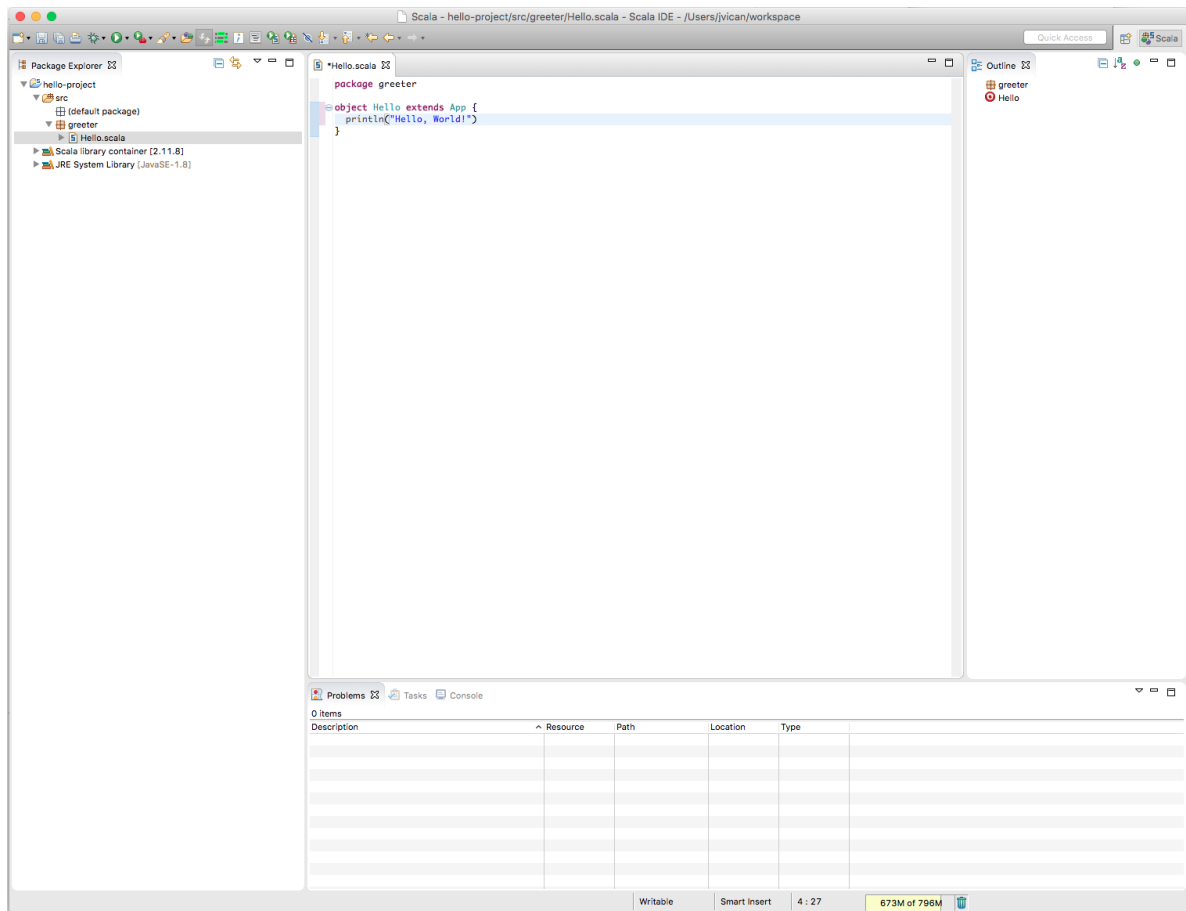 Scala - hello-project/src/greeter/Hello.scala - Scala IDE - /Users/jvican/workspace
Quick Access
Scala
Package Explorer
hello-project
src
(default package)
greeter
Hello.scala
Scala library container [2.11.8]
JRE System Library [JavaSE-1.8]
*Hello.scala
package greeter
object Hello extends App {
println("Hello, World!")
}
Outline
greeter
Hello
Problems Tasks Console
0 items
Description Resource Path Location Type
Writable Smart Insert 4 : 27 673M of 796M